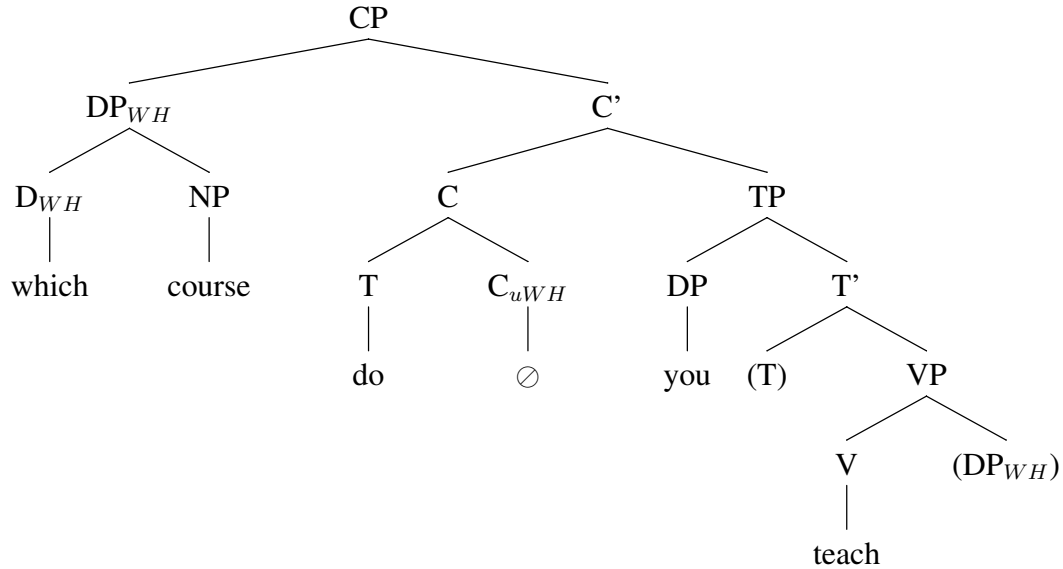 CP
DP_WH C’
D_WH NP C TP
which course T C_uWH DP T’
do ∅ you (T) VP
V (DP_WH)
teach